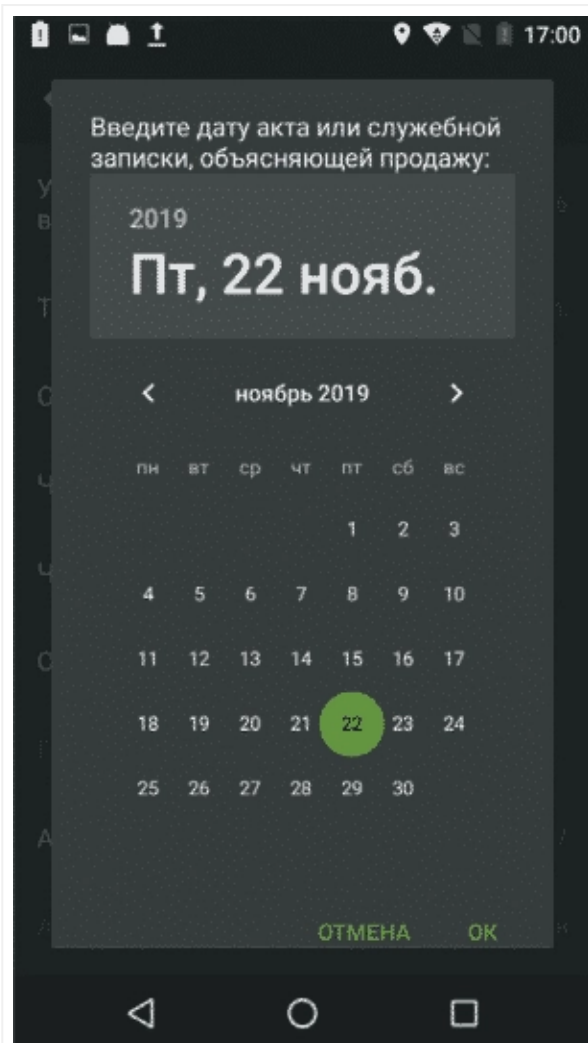 17:00
Введите дату акта или служебной
записки, объясняющей продажу:
2019
Пт, 22 нояб.
ноябрь 2019
пн вт ср чт пт сб вс
1 2 3
4 5 6 7 8 9 10
11 12 13 14 15 16 17
18 19 20 21 22 23 24
25 26 27 28 29 30
ОТМЕНА ОК